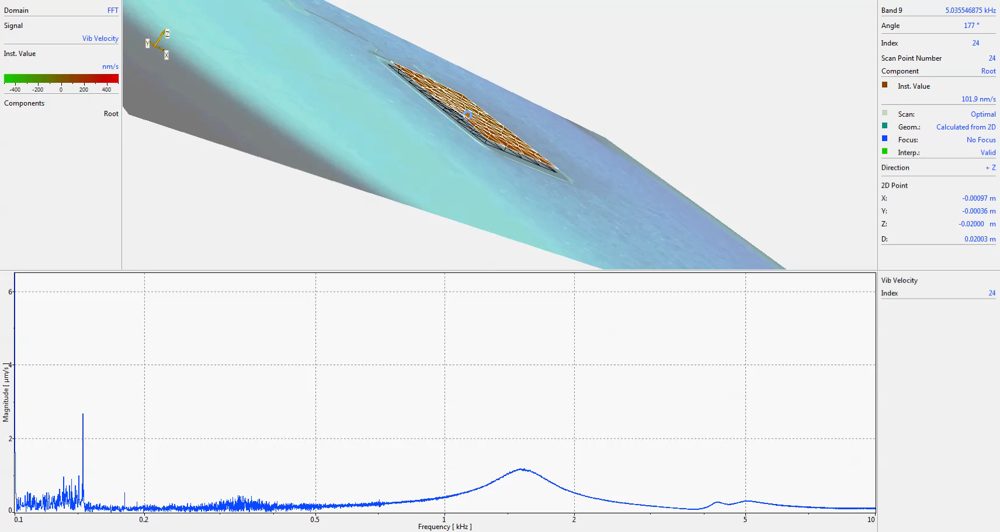 Domain FFT
Signal
Vib Velocity
Inst. Value
nm/s
-400 -200 0 200 400
Components
Root
Z
Y
X
Band 9 5.035546875 kHz
Angle 177 °
Index 24
Scan Point Number 24
Component Root
Inst. Value
101.9 nm/s
Scan: Optimal
Geom.: Calculated from 2D
Focus: No Focus
Interp.: Valid
Direction + Z
2D Point
X: -0.00097 m
Y: -0.00036 m
Z: -0.02000 m
D: 0.02003 m
Vib Velocity
Index 24
Magnitude [ µm/s ]
6
4
2
0
0.1 0.2 0.5 1 2 5 10
Frequency [ kHz ]